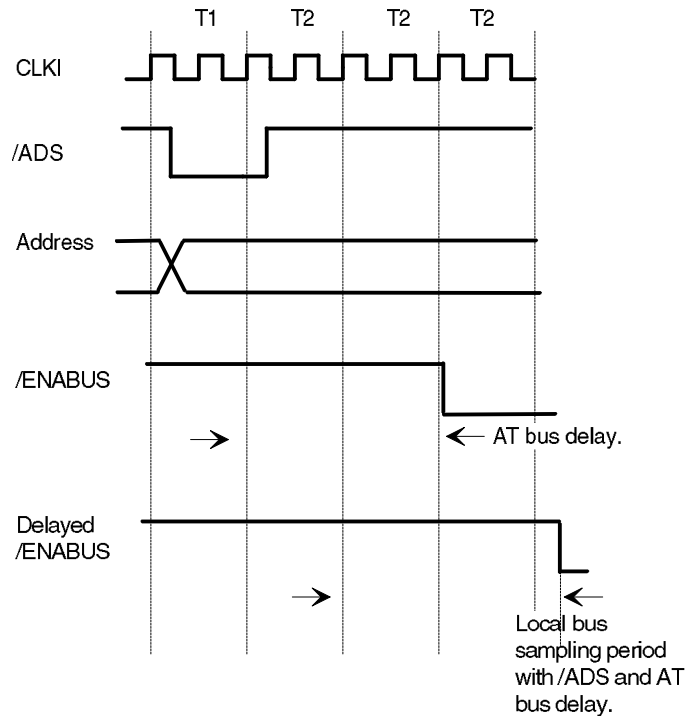 T1 T2 T2 T2
CLKI
/ADS
Address
/ENABUS
AT bus delay.
Delayed
/ENABUS
Local bus
sampling period
with /ADS and AT
bus delay.